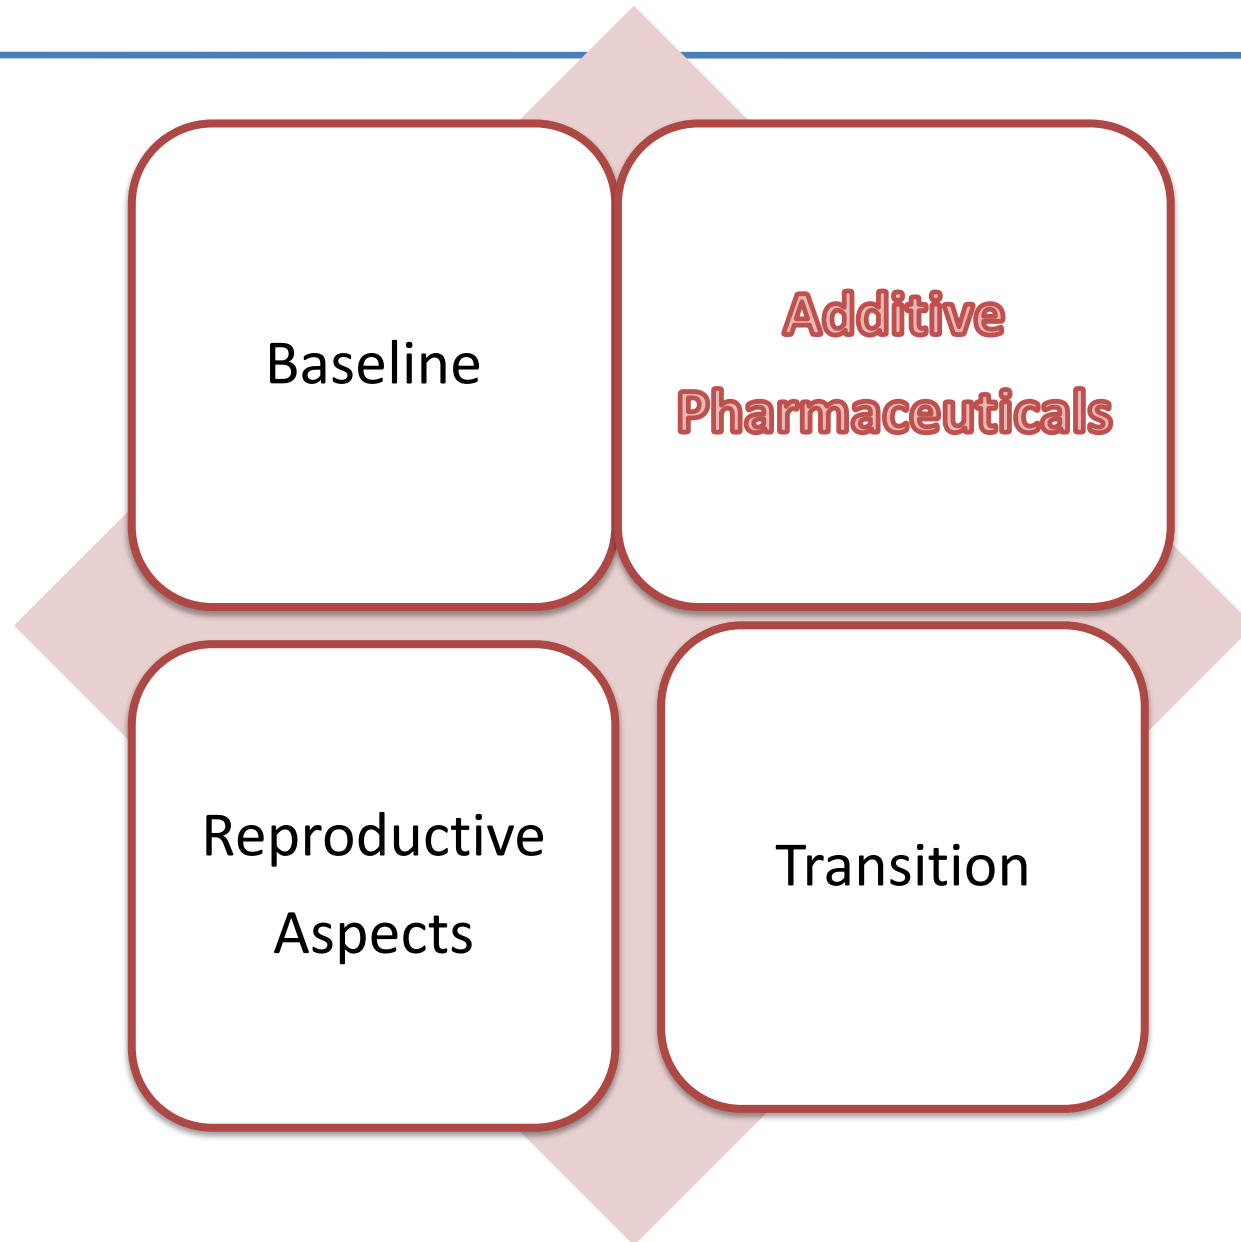 Baseline
Additive
Pharmaceuticals
Reproductive
Aspects
Transition